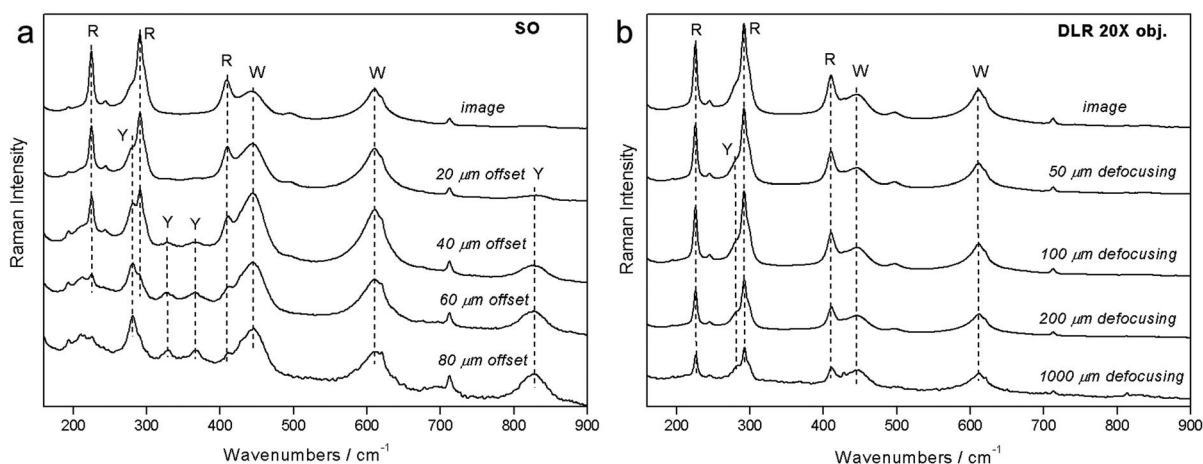 a
SO
R
R
R
W
W
image
Y
20 µm offset
Y
Y
Y
40 µm offset
60 µm offset
80 µm offset
Raman Intensity
200 300 400 500 600 700 800 900
Wavenumbers / cm⁻¹
b
DLR 20X obj.
R
R
R
W
W
image
Y
50 µm defocusing
100 µm defocusing
200 µm defocusing
1000 µm defocusing
Raman Intensity
200 300 400 500 600 700 800 900
Wavenumbers / cm⁻¹